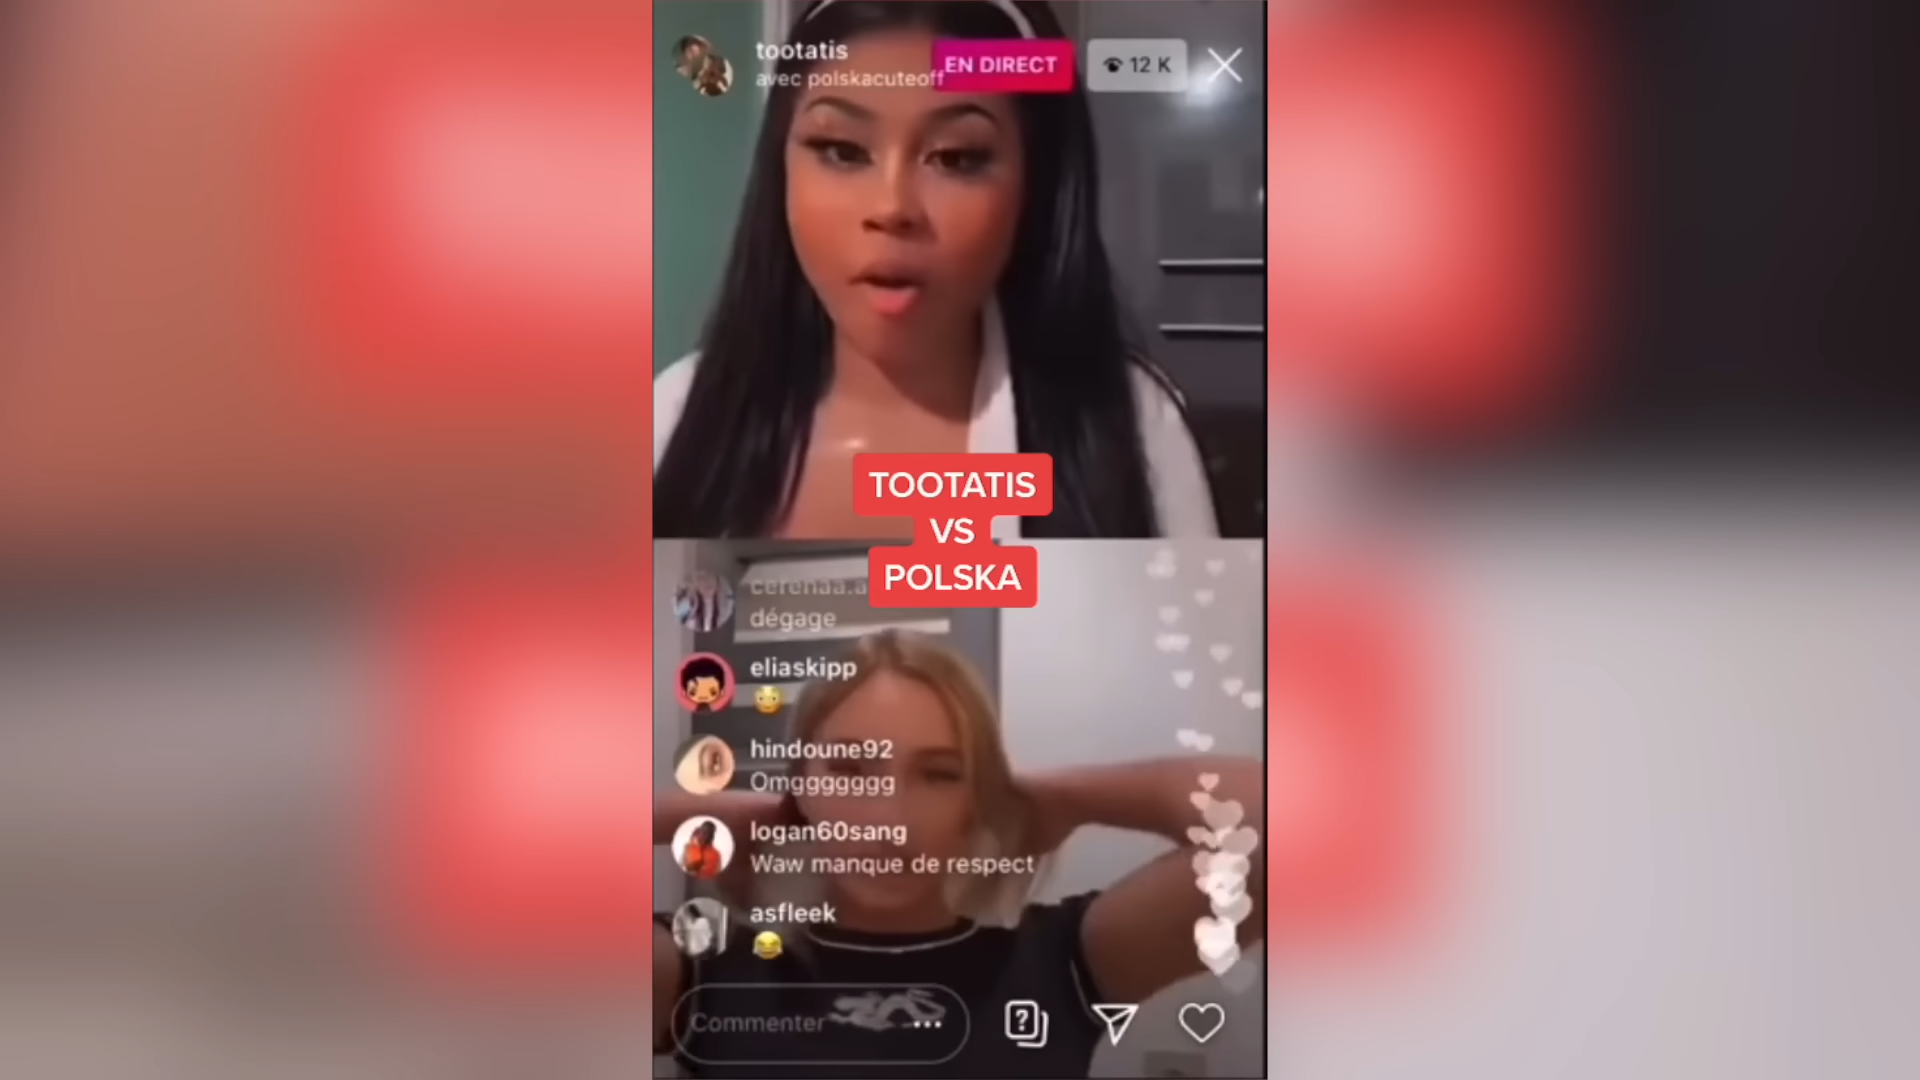 tootatis
avec polskacuteoff
EN DIRECT
12 K
TOOTATIS
VS
POLSKA
dégage
eliaskipp
hindoune92
Omggggggg
logan60sang
Waw manque de respect
asfleek
Commenter